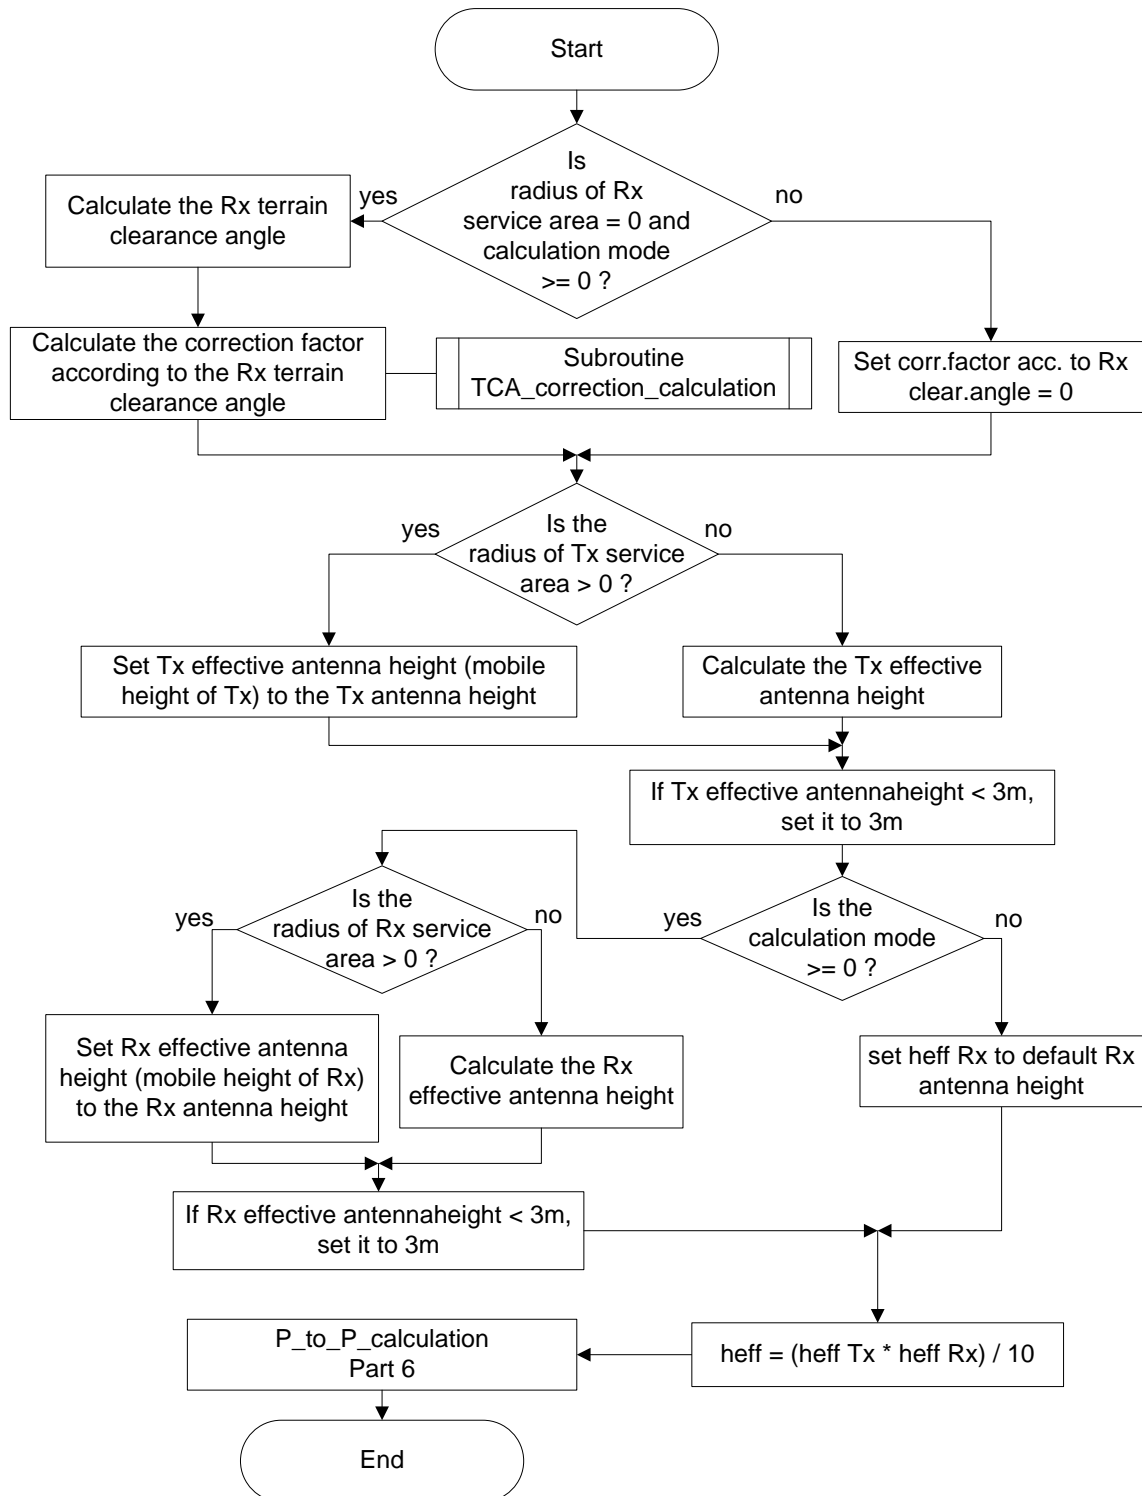 Start
Is
radius of Rx
service area = 0 and
calculation mode
>= 0 ?
yes
no
Calculate the Rx terrain
clearance angle
Calculate the correction factor
according to the Rx terrain
clearance angle
Subroutine
TCA_correction_calculation
Set corr.factor acc. to Rx
clear.angle = 0
Is the
radius of Tx service
area > 0 ?
yes
no
Set Tx effective antenna height (mobile
height of Tx) to the Tx antenna height
Calculate the Tx effective
antenna height
If Tx effective antennaheight < 3m,
set it to 3m
Is the
calculation mode
>= 0 ?
yes
no
Is the
radius of Rx service
area > 0 ?
yes
no
Set Rx effective antenna
height (mobile height of Rx)
to the Rx antenna height
Calculate the Rx
effective antenna height
set heff Rx to default Rx
antenna height
If Rx effective antennaheight < 3m,
set it to 3m
heff = (heff Tx * heff Rx) / 10
P_to_P_calculation
Part 6
End